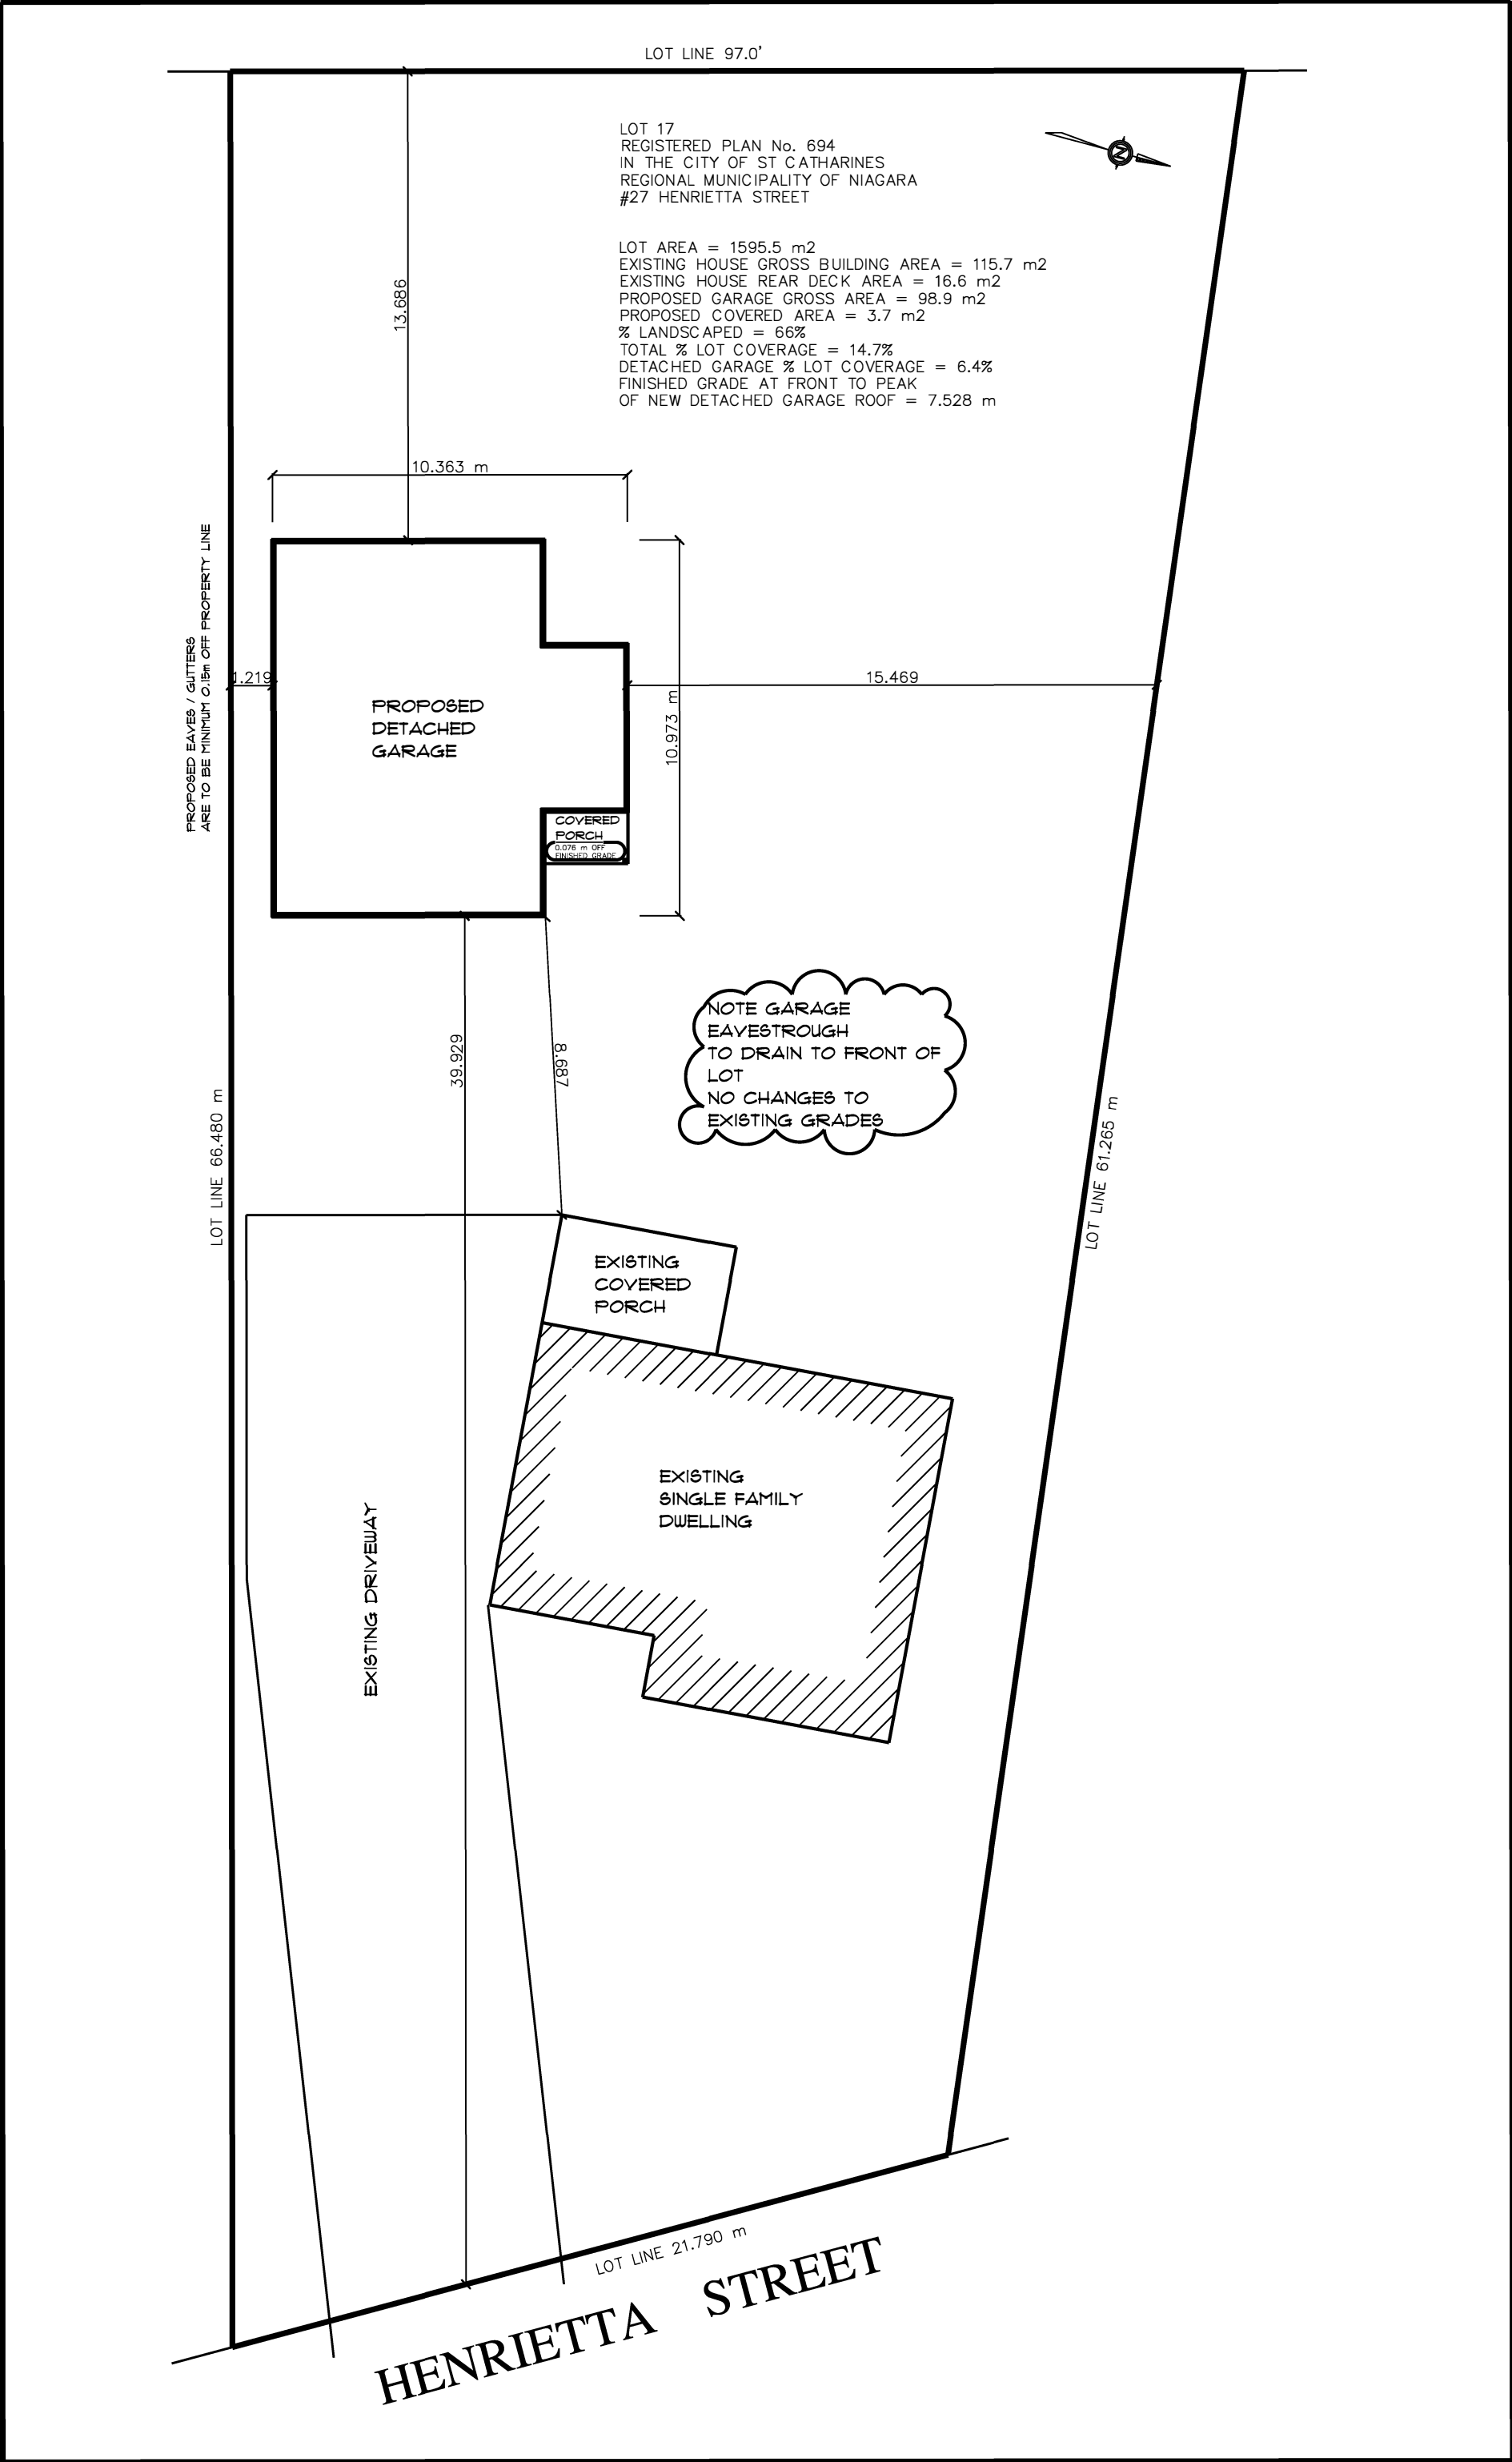 LOT LINE 97.0'
LOT 17
REGISTERED PLAN No. 694
IN THE CITY OF ST CATHARINES
REGIONAL MUNICIPALITY OF NIAGARA
#27 HENRIETTA STREET
N
LOT AREA = 1595.5 m2
EXISTING HOUSE GROSS BUILDING AREA = 115.7 m2
EXISTING HOUSE REAR DECK AREA = 16.6 m2
PROPOSED GARAGE GROSS AREA = 98.9 m2
PROPOSED COVERED AREA = 3.7 m2
% LANDSCAPED = 66%
TOTAL % LOT COVERAGE = 14.7%
DETACHED GARAGE % LOT COVERAGE = 6.4%
FINISHED GRADE AT FRONT TO PEAK
OF NEW DETACHED GARAGE ROOF = 7.528 m
13.686
10.363 m
PROPOSED EAVES / GUTTERS
ARE TO BE MINIMUM 0.15m OFF PROPERTY LINE
1.219
15.469
PROPOSED
DETACHED
GARAGE
10.973 m
COVERED
PORCH
0.076 m OFF
FINISHED GRADE
39.929
8.687
NOTE GARAGE
EAVESTROUGH
TO DRAIN TO FRONT OF
LOT
NO CHANGES TO
EXISTING GRADES
LOT LINE 66.480 m
LOT LINE 61.265 m
EXISTING
COVERED
PORCH
EXISTING
SINGLE FAMILY
DWELLING
EXISTING DRIVEWAY
LOT LINE 21.790 m
HENRIETTA STREET